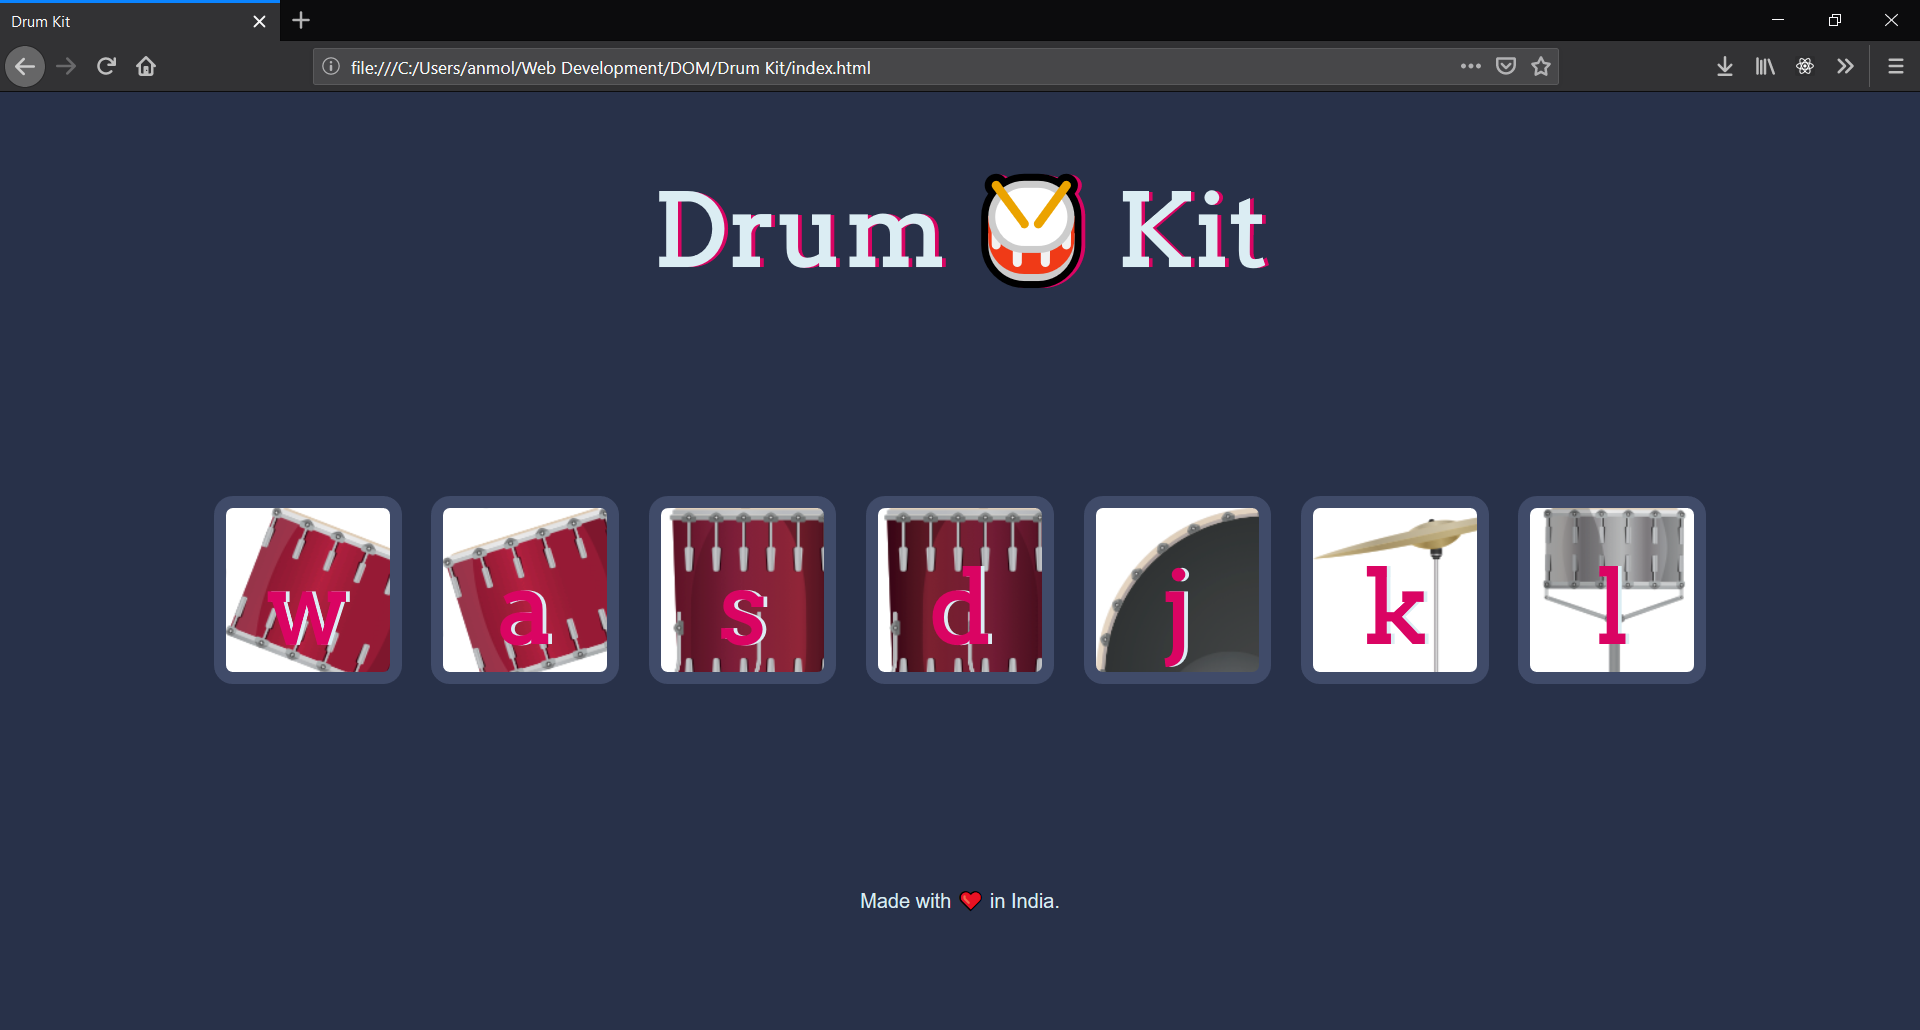 Drum Kit
file:///C:/Users/anmol/Web Development/DOM/Drum Kit/index.html
Drum 🥁 Kit
w a s d j k l
Made with ❤️ in India.